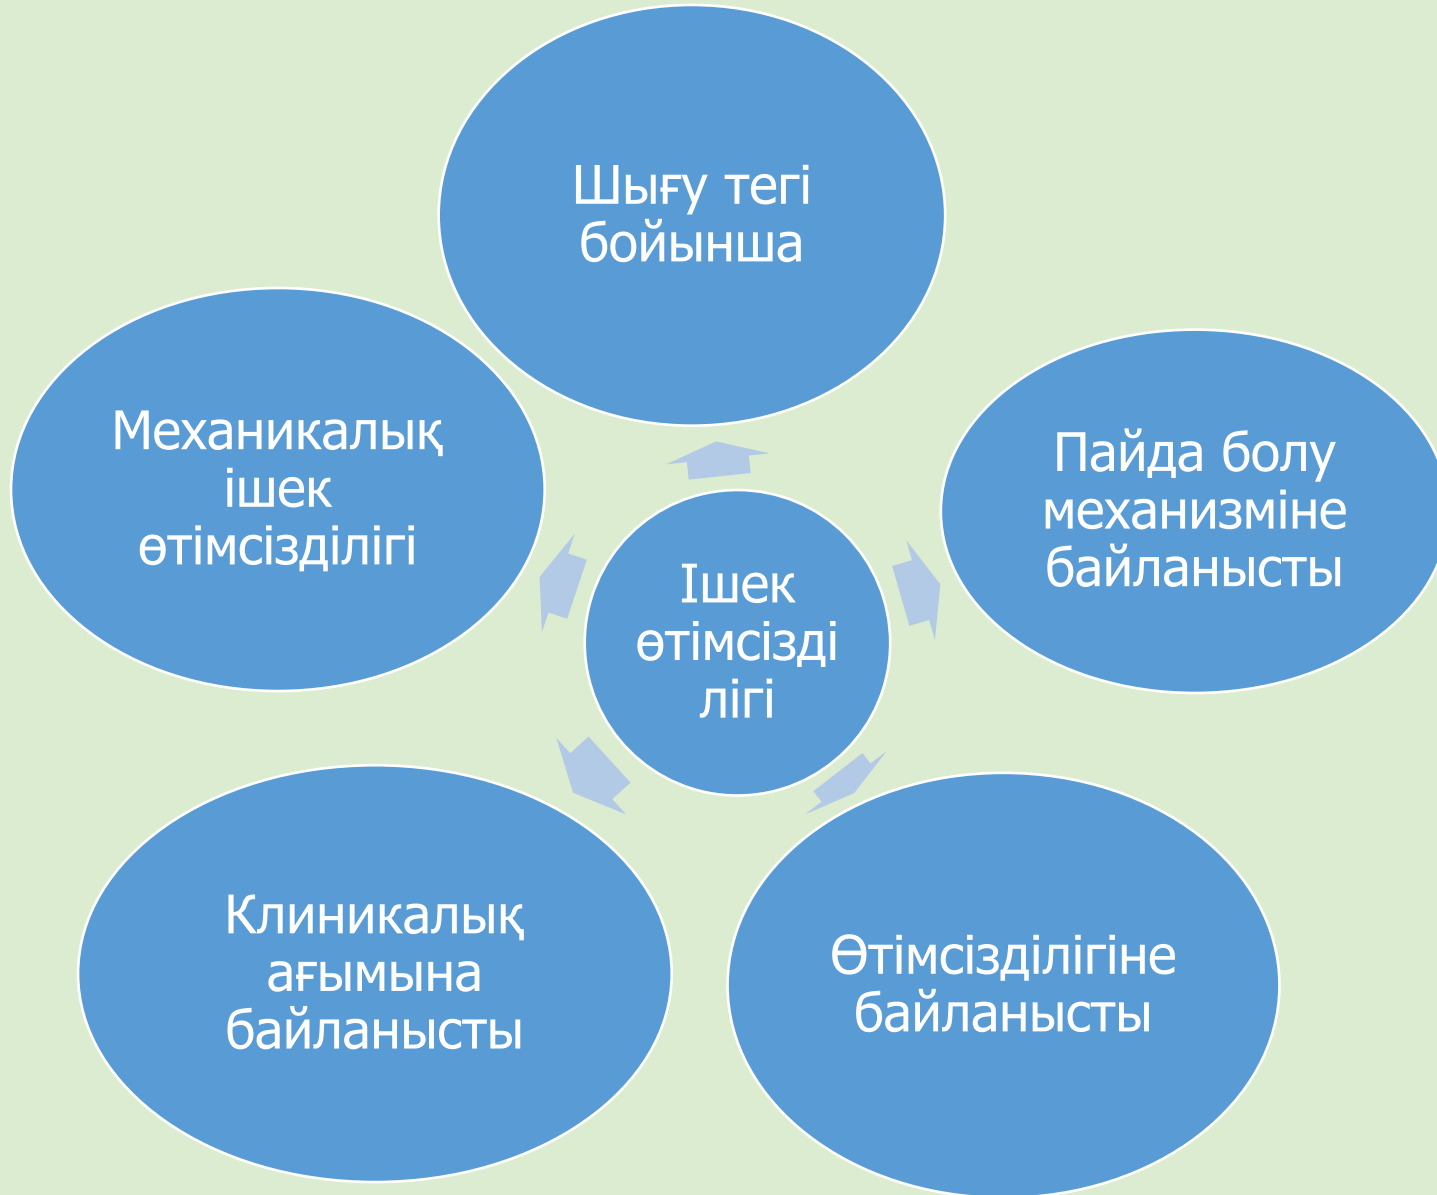 Шығу тегі
бойынша
Механикалық
ішек
өтімсізділігі
Пайда болу
механизміне
байланысты
Ішек
өтімсізді
лігі
Клиникалық
ағымына
байланысты
Өтімсізділігіне
байланысты